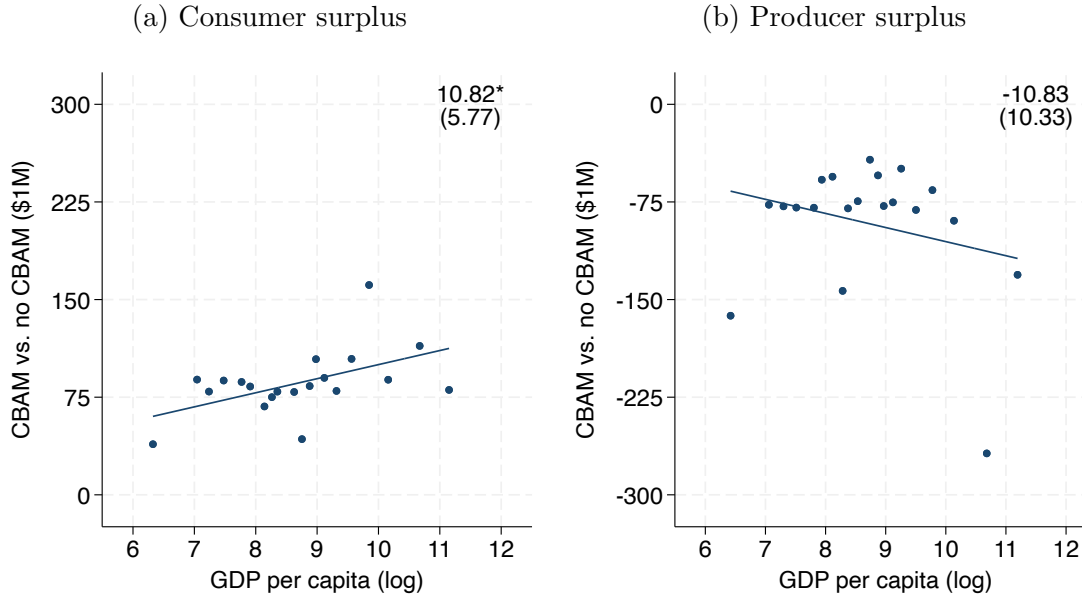 (a) Consumer surplus
10.82*
(5.77)
300
225
150
75
0
CBAM vs. no CBAM ($1M)
6 7 8 9 10 11 12
GDP per capita (log)
(b) Producer surplus
-10.83
(10.33)
0
-75
-150
-225
-300
CBAM vs. no CBAM ($1M)
6 7 8 9 10 11 12
GDP per capita (log)